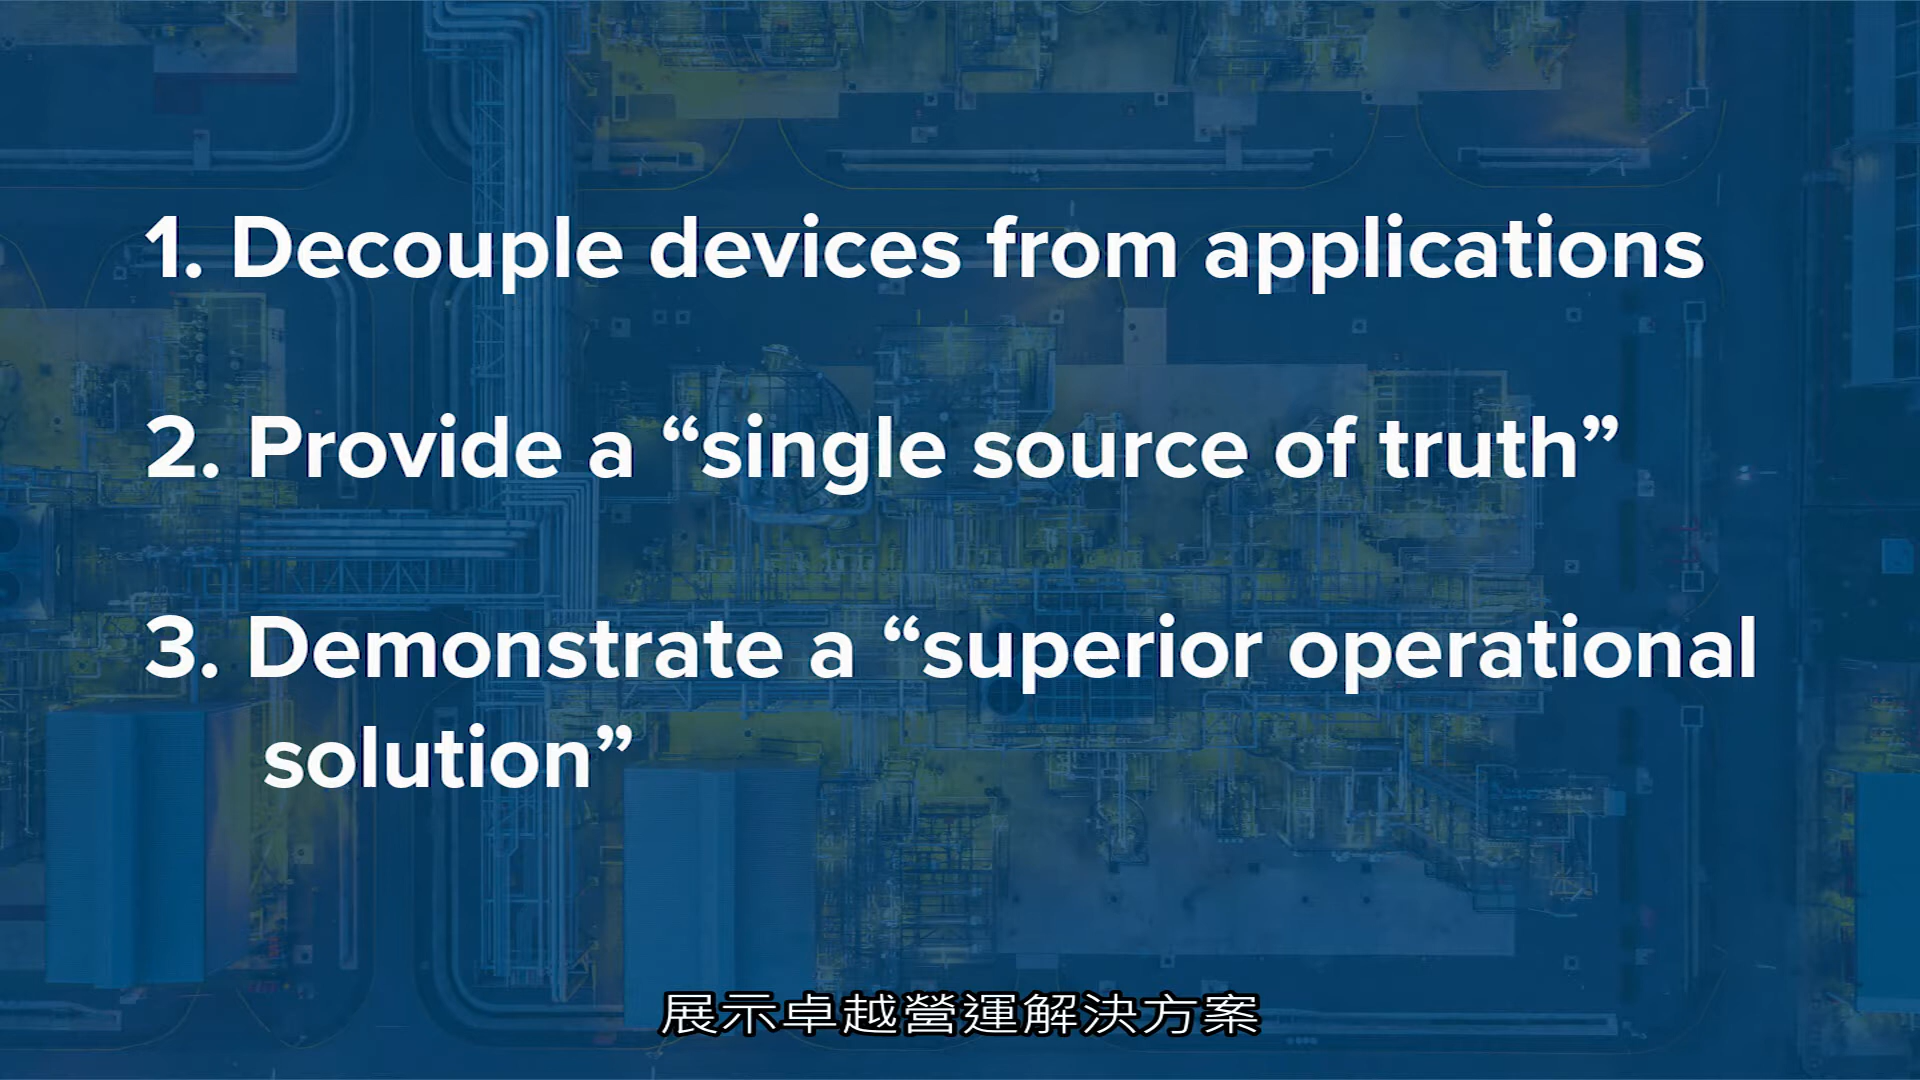 1. Decouple devices from applications
2. Provide a “single source of truth”
3. Demonstrate a “superior operational
solution”
展示卓越營運解決方案